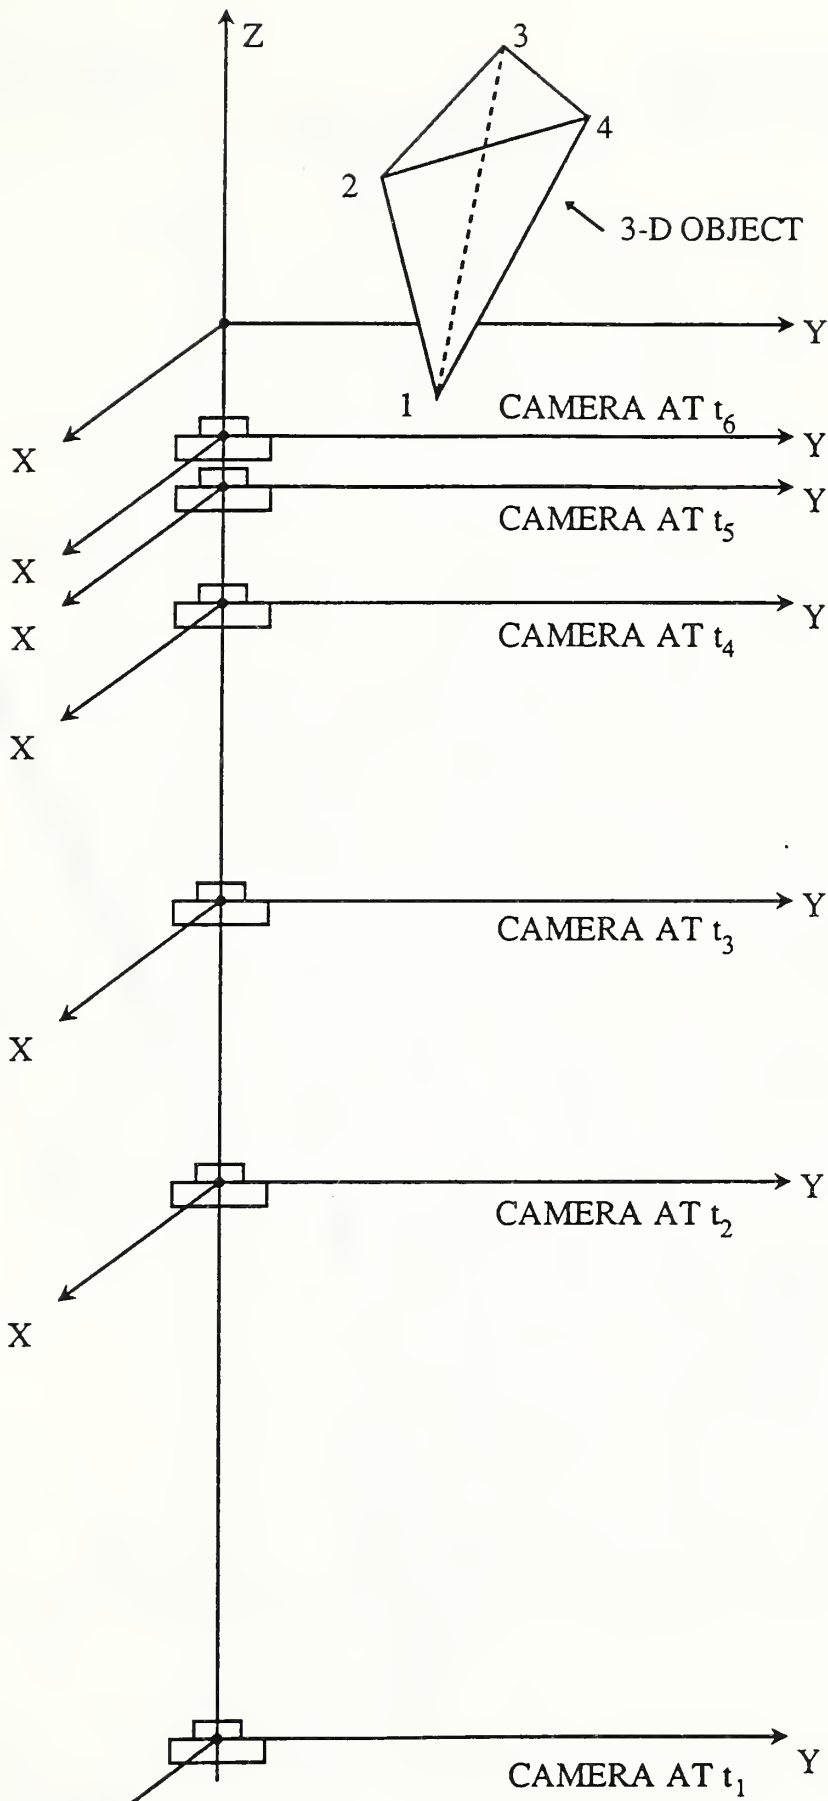 Z
3
4
2
3-D OBJECT
Y
1
CAMERA AT t₆
X
Y
Y
CAMERA AT t₅
X
X
Y
CAMERA AT t₄
X
Y
CAMERA AT t₃
X
Y
CAMERA AT t₂
X
Y
CAMERA AT t₁